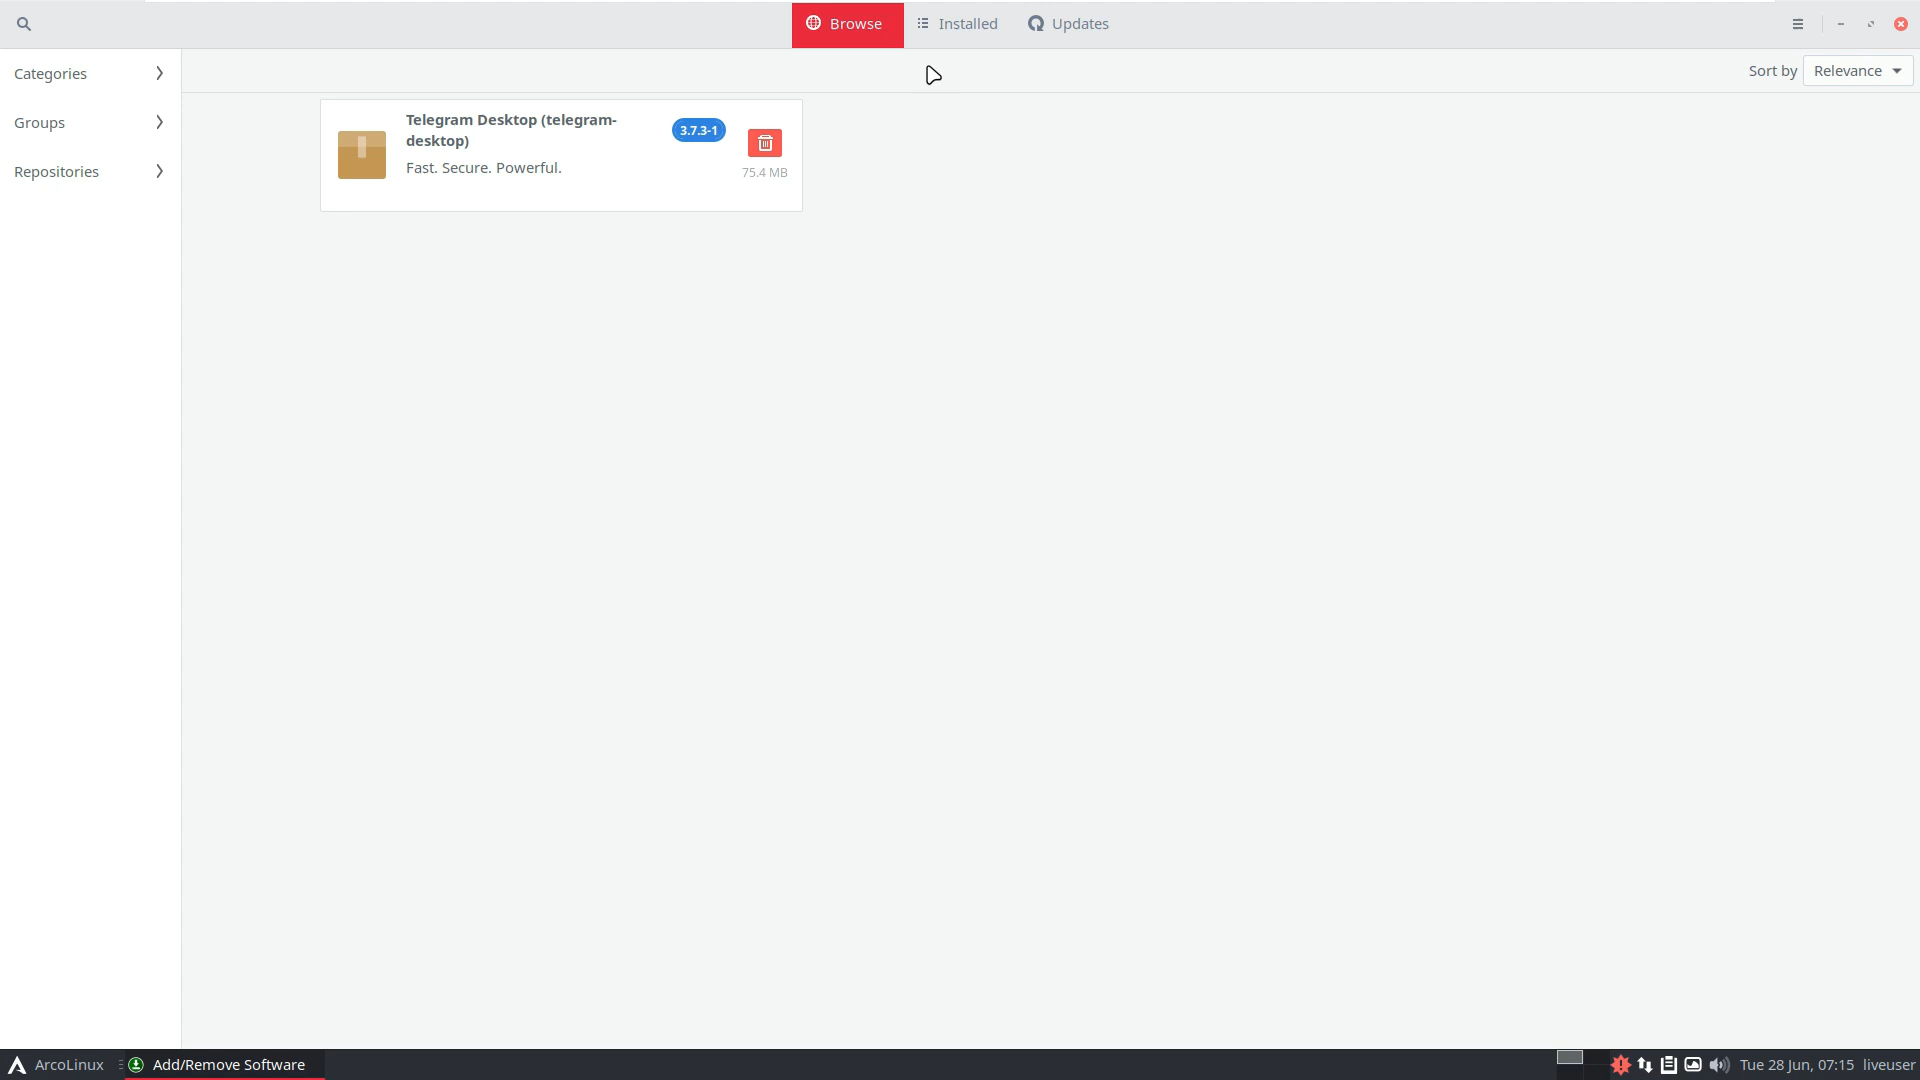 Browse
Installed
Updates
Categories
Groups
Repositories
Sort by
Relevance
Telegram Desktop (telegram-
desktop)
Fast. Secure. Powerful.
3.7.3-1
75.4 MB
ArcoLinux
Add/Remove Software
Tue 28 Jun, 07:15
liveuser